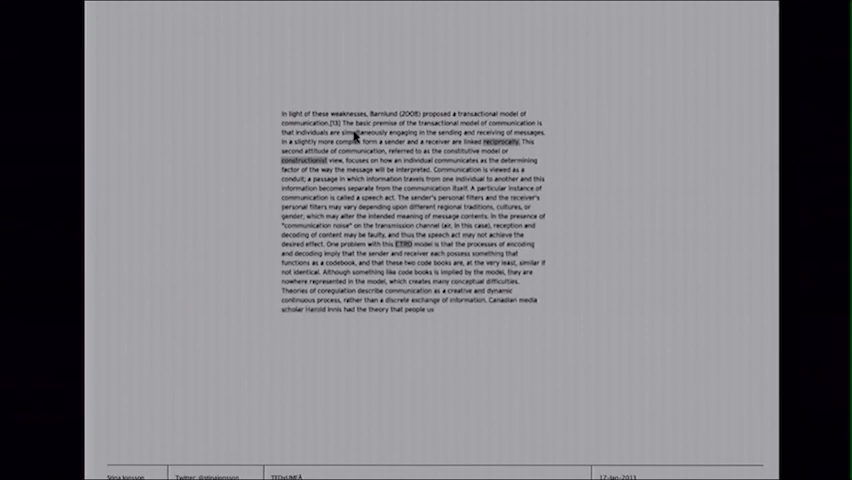 In light of these weaknesses, Barnlund (2008) proposed a transactional model of
communication.[13] The basic premise of the transactional model of communication is
that individuals are simultaneously engaging in the sending and receiving of messages.
In a slightly more complex form a sender and a receiver are linked reciprocally. This
second attitude of communication, referred to as the constitutive model or
constructionist view, focuses on how an individual communicates as the determining
factor of the way the message will be interpreted. Communication is viewed as a
conduit; a passage in which information travels from one individual to another and this
information becomes separate from the communication itself. A particular instance of
communication is called a speech act. The sender's personal filters and the receiver's
personal filters may vary depending upon different regional traditions, cultures, or
gender; which may alter the intended meaning of message contents. In the presence of
"communication noise" on the transmission channel (air, in this case), reception and
decoding of content may be faulty, and thus the speech act may not achieve the
desired effect. One problem with this ETRD model is that the processes of encoding
and decoding imply that the sender and receiver each possess something that
functions as a codebook, and that these two code books are, at the very least, similar if
not identical. Although something like code books is implied by the model, they are
nowhere represented in the model, which creates many conceptual difficulties.
Theories of coregulation describe communication as a creative and dynamic
continuous process, rather than a discrete exchange of information. Canadian media
scholar Harold Innis had the theory that people us
Twitter: TEDxUMEÅ 17-Jan-2013